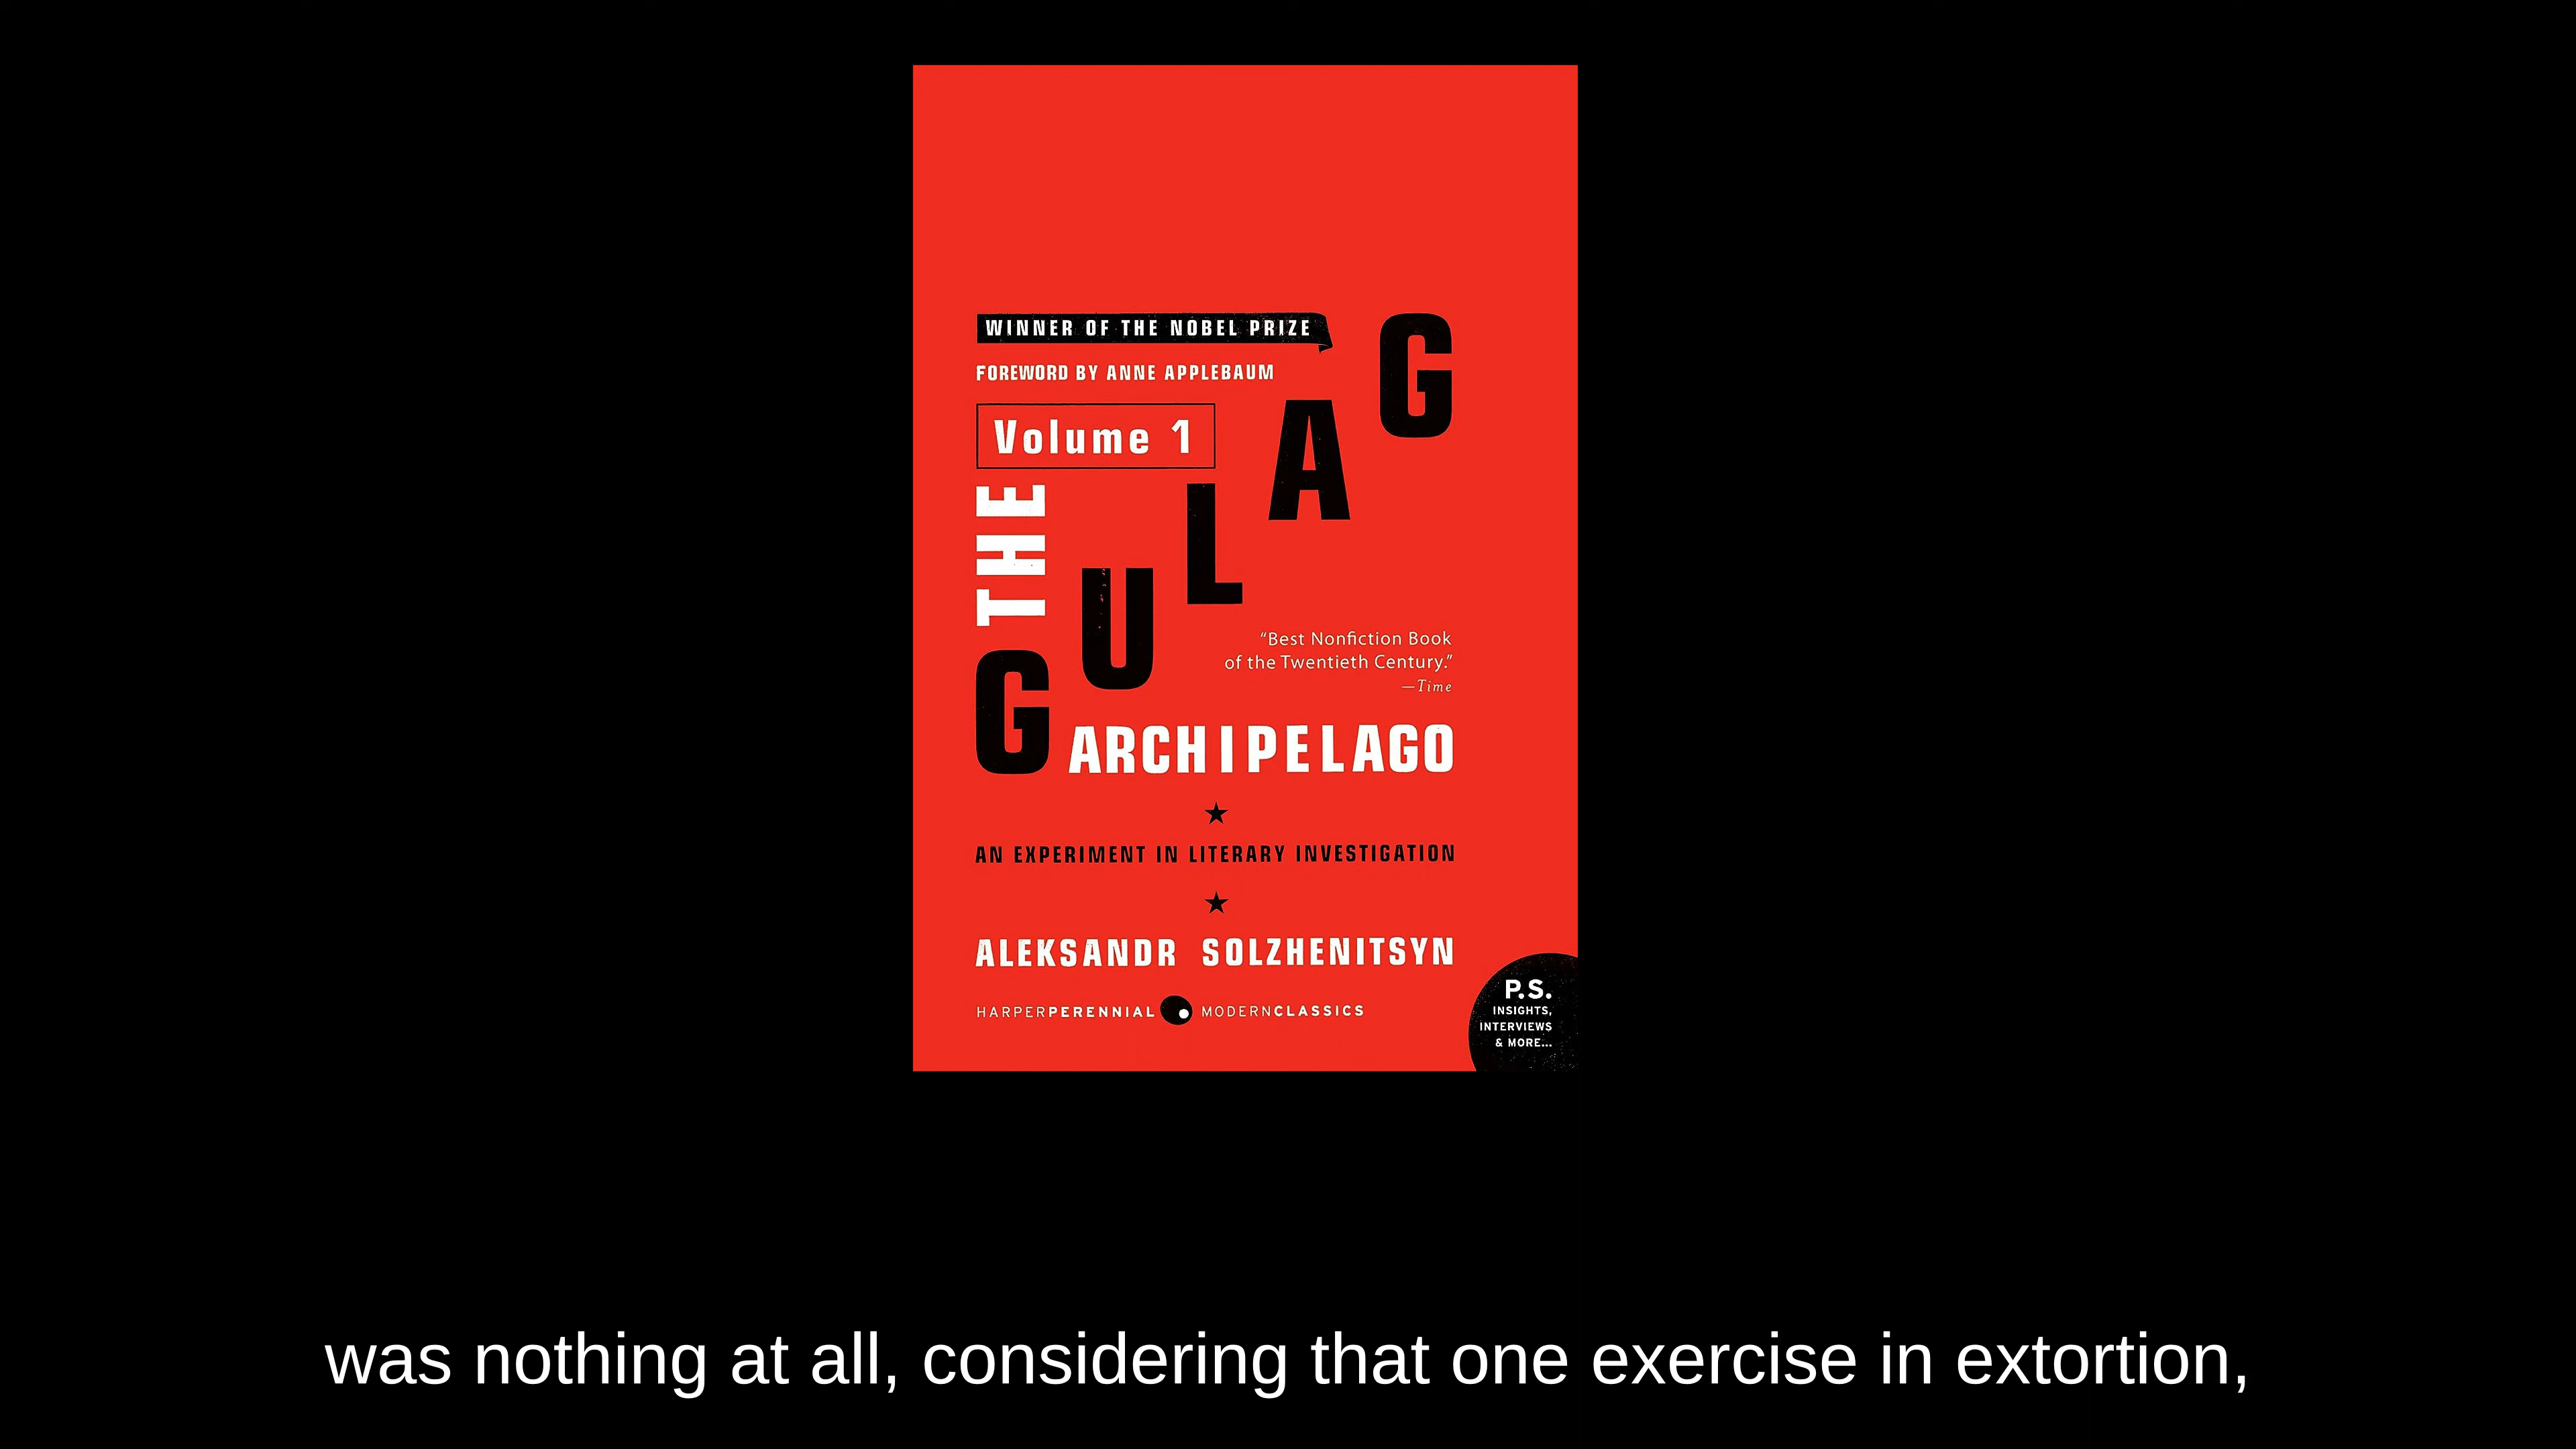 WINNER OF THE NOBEL PRIZE
FOREWORD BY ANNE APPLEBAUM
Volume 1
THE
GULAG
"Best Nonfiction Book
of the Twentieth Century."
—Time
ARCHIPELAGO
AN EXPERIMENT IN LITERARY INVESTIGATION
ALEKSANDR SOLZHENITSYN
HARPERPERENNIAL MODERNCLASSICS
P.S.
INSIGHTS,
INTERVIEWS
& MORE...
was nothing at all, considering that one exercise in extortion,